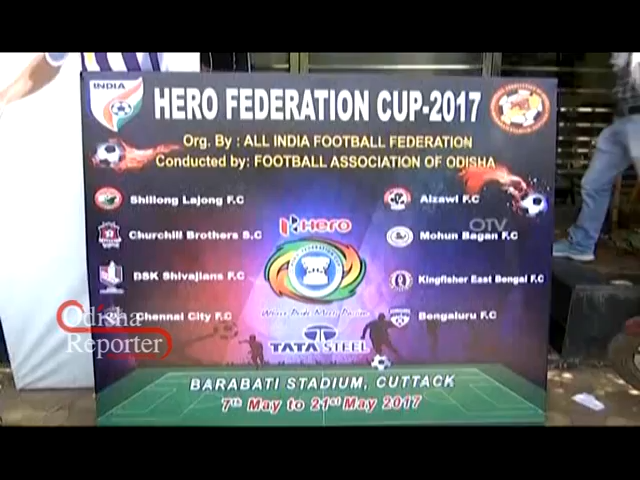 INDIA
HERO FEDERATION CUP-2017
Org. By : ALL INDIA FOOTBALL FEDERATION
Conducted by: FOOTBALL ASSOCIATION OF ODISHA
Shillong Lajong F.C
Aizawl F.C
OTV
Churchill Brothers S.C
Hero
Mohun Bagan F.C
DSK Shivajians F.C
Kingfisher East Bengal F.C
Chennai City F.C
Bengaluru F.C
Odisha
Reporter
TATA STEEL
BARABATI STADIUM, CUTTACK
7th May to 21st May 2017